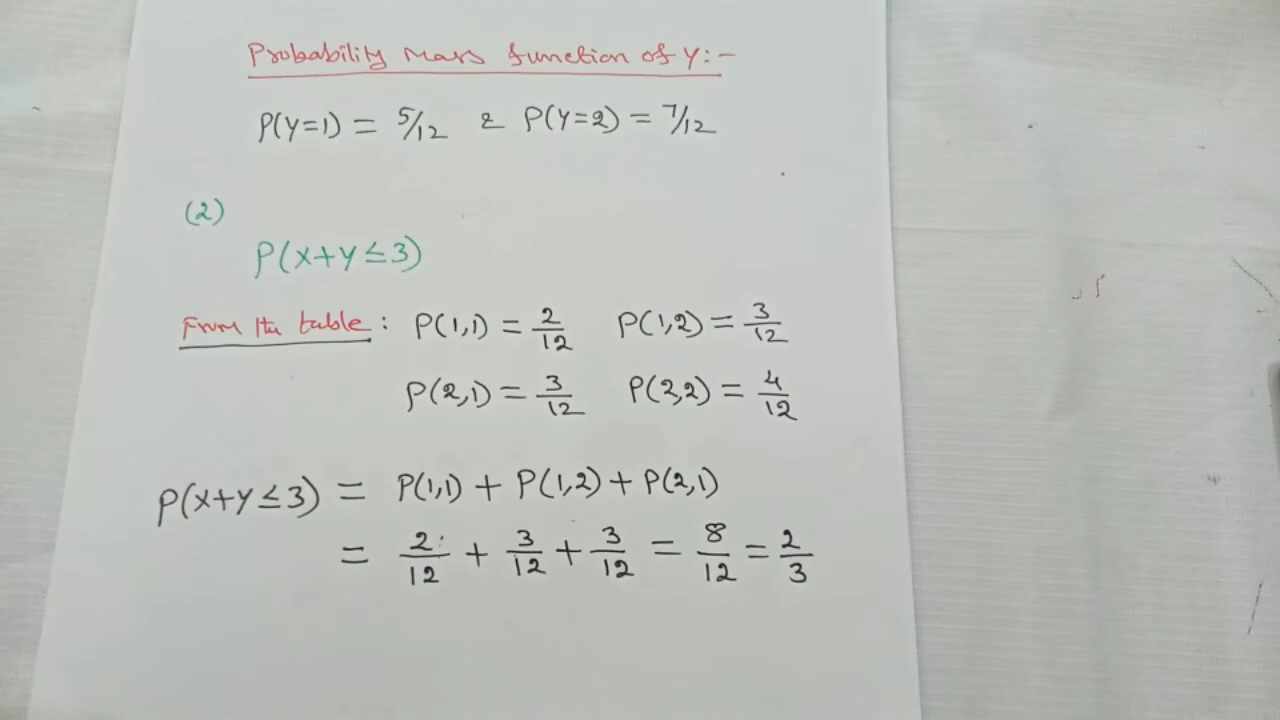 Probability Mass function of Y:-
P(Y=1) = 5/12 & P(Y=2) = 7/12
(2)
P(X+Y≤3)
From the table: P(1,1) = 2/12 P(1,2) = 3/12
P(2,1) = 3/12 P(2,2) = 4/12
P(X+Y≤3) = P(1,1) + P(1,2) + P(2,1)
= 2/12 + 3/12 + 3/12 = 8/12 = 2/3